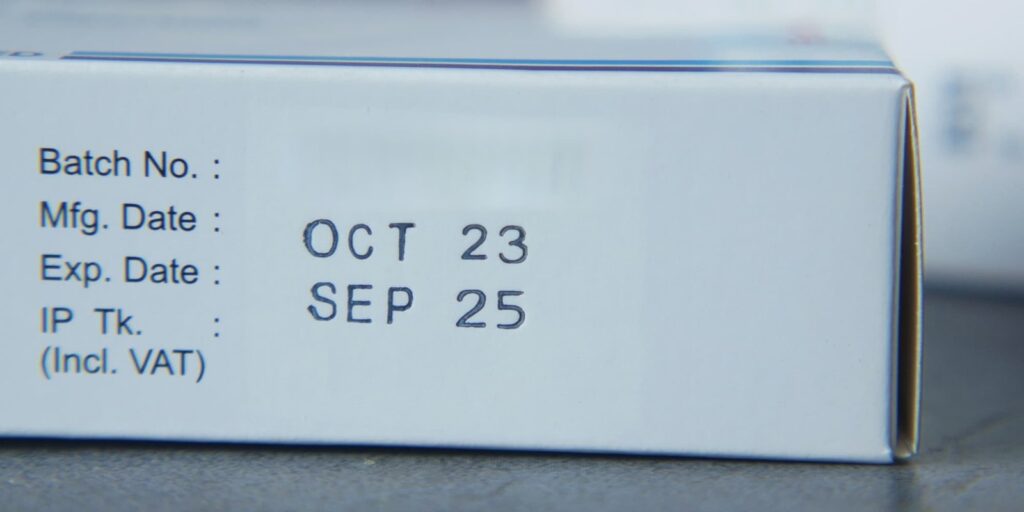 Batch No. :
Mfg. Date : OCT 23
Exp. Date : SEP 25
IP Tk. :
(Incl. VAT)